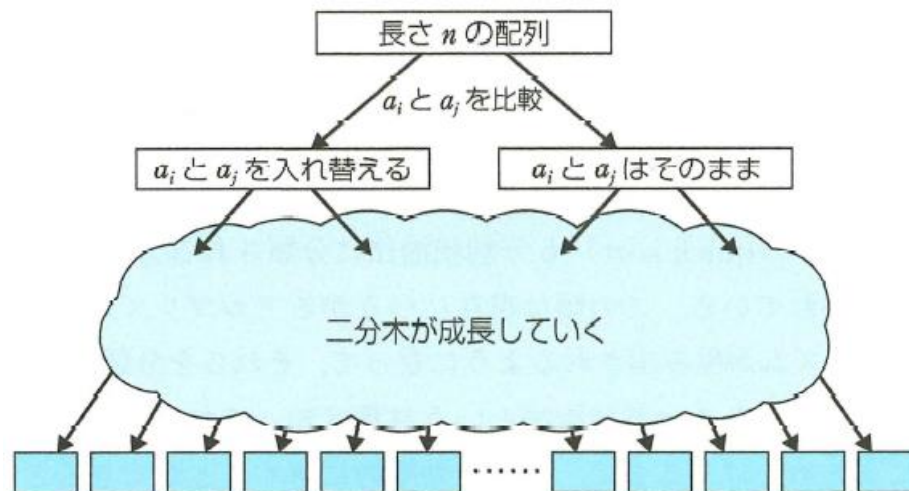 長さ n の配列
a_i と a_j を比較
a_i と a_j を入れ替える
a_i と a_j はそのまま
二分木が成長していく
……